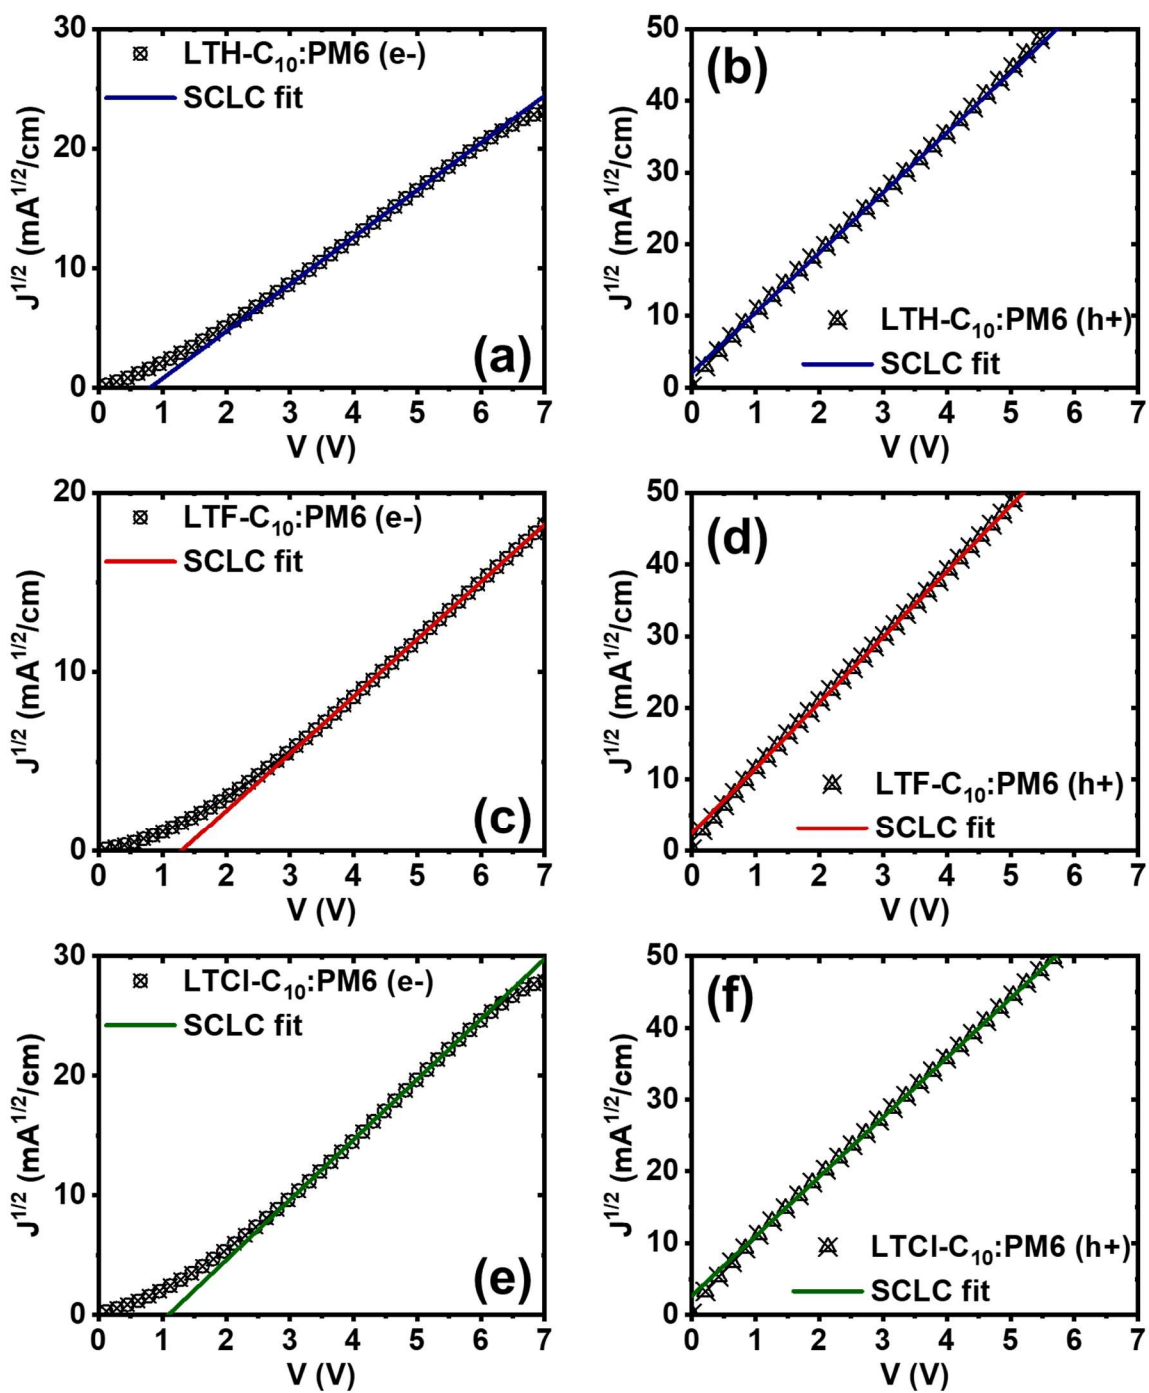 30
20
10
0
J1/2 (mA1/2/cm)
LTH-C10:PM6 (e-)
SCLC fit
(a)
0 1 2 3 4 5 6 7
V (V)
50
40
30
20
10
0
J1/2 (mA1/2/cm)
(b)
LTH-C10:PM6 (h+)
SCLC fit
0 1 2 3 4 5 6 7
V (V)
20
10
0
J1/2 (mA1/2/cm)
LTF-C10:PM6 (e-)
SCLC fit
(c)
0 1 2 3 4 5 6 7
V (V)
50
40
30
20
10
0
J1/2 (mA1/2/cm)
(d)
LTF-C10:PM6 (h+)
SCLC fit
0 1 2 3 4 5 6 7
V (V)
30
20
10
0
J1/2 (mA1/2/cm)
LTCl-C10:PM6 (e-)
SCLC fit
(e)
0 1 2 3 4 5 6 7
V (V)
50
40
30
20
10
0
J1/2 (mA1/2/cm)
(f)
LTCl-C10:PM6 (h+)
SCLC fit
0 1 2 3 4 5 6 7
V (V)